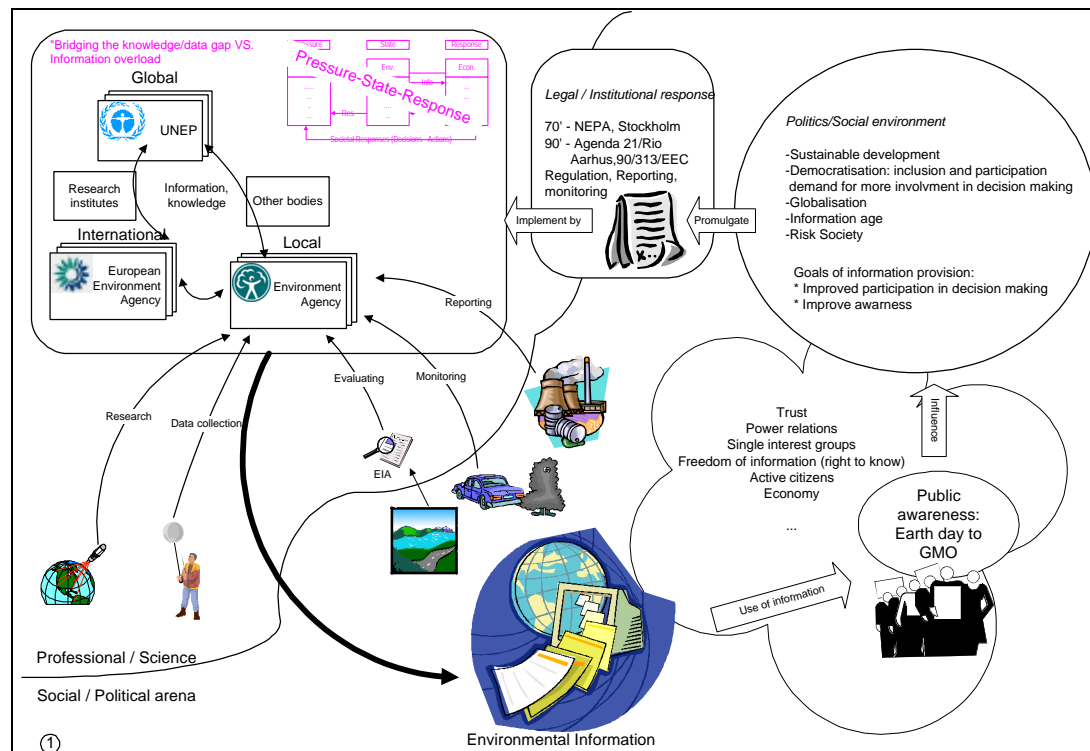 "Bridging the knowledge/data gap VS.
Information overload
State
Response
Env.
Econ.
Info
Res.
Pressure-State-Response
Societal Responses (Decisions - Actions)
Global
UNEP
Research
institutes
Information,
knowledge
Other bodies
International
European
Environment
Agency
Local
Environment
Agency
Legal / Institutional response
70' - NEPA, Stockholm
90' - Agenda 21/Rio
Aarhus,90/313/EEC
Regulation, Reporting,
monitoring
Implement by
Promulgate
Politics/Social environment
-Sustainable development
-Democratisation: inclusion and participation
demand for more involvment in decision making
-Globalisation
-Information age
-Risk Society
Goals of information provision:
* Improved participation in decision making
* Improve awarness
Reporting
Monitoring
Evaluating
Research
Data collection
EIA
Influence
Trust
Power relations
Single interest groups
Freedom of information (right to know)
Active citizens
Economy
...
Public
awareness:
Earth day to
GMO
Use of information
Professional / Science
Social / Political arena
Environmental Information
1